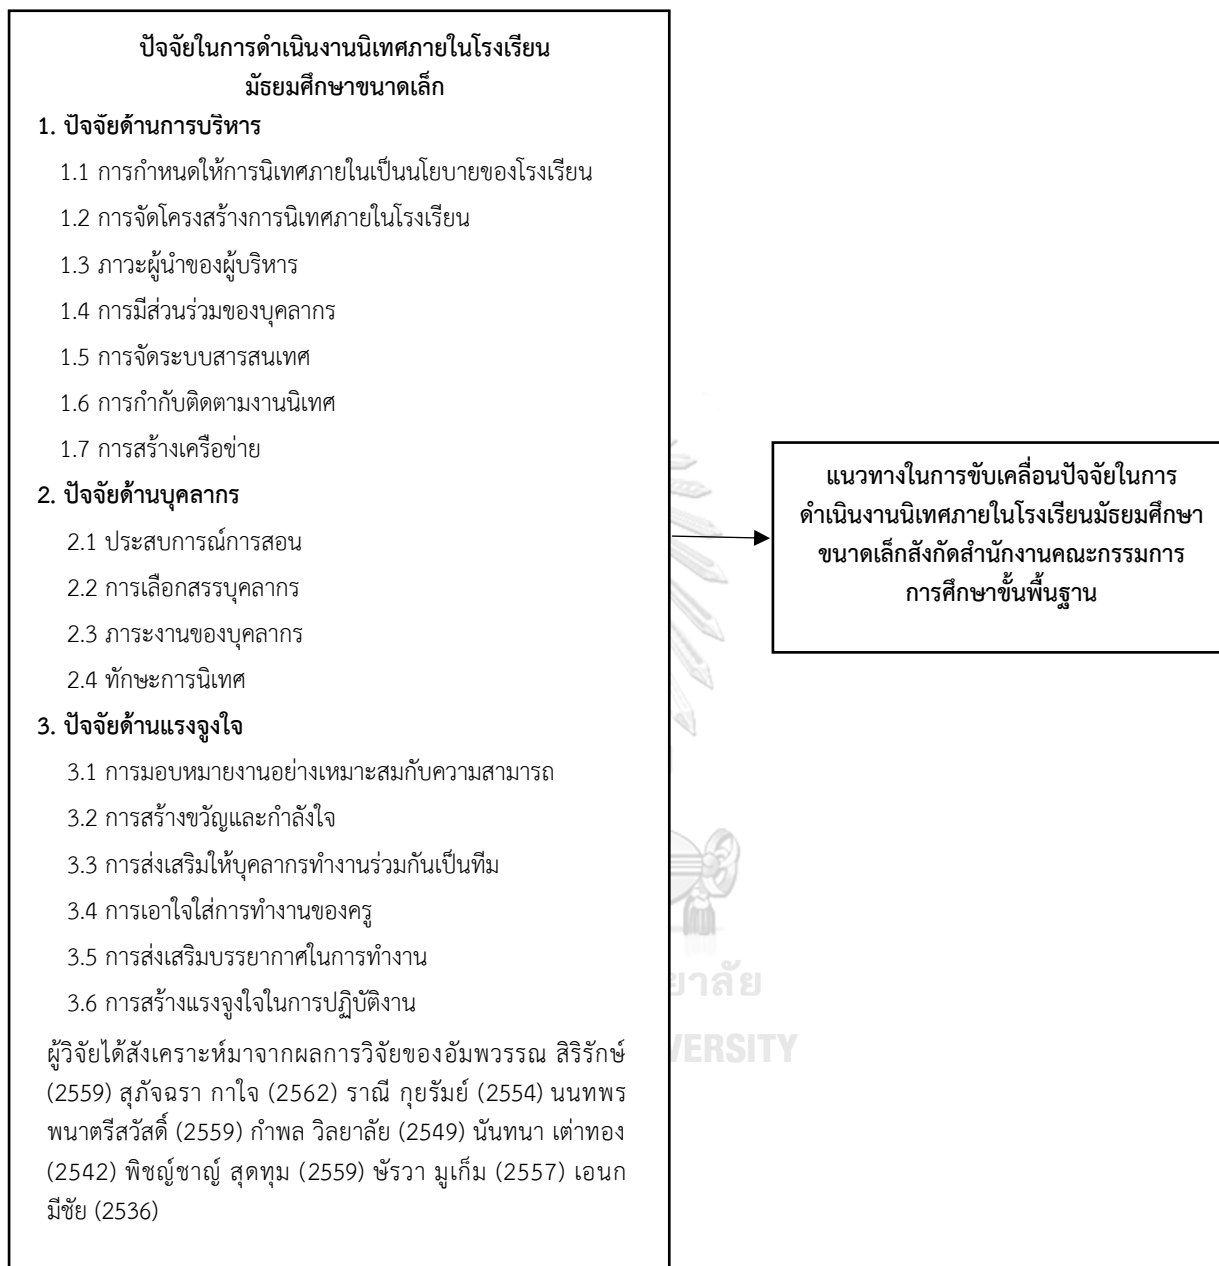 ปัจจัยในการดำเนินงานนิเทศภายในโรงเรียน
มัธยมศึกษาขนาดเล็ก
1. ปัจจัยด้านการบริหาร
1.1 การกำหนดให้การนิเทศภายในเป็นนโยบายของโรงเรียน
1.2 การจัดโครงสร้างการนิเทศภายในโรงเรียน
1.3 ภาวะผู้นำของผู้บริหาร
1.4 การมีส่วนร่วมของบุคลากร
1.5 การจัดระบบสารสนเทศ
1.6 การกำกับติดตามงานนิเทศ
1.7 การสร้างเครือข่าย
2. ปัจจัยด้านบุคลากร
2.1 ประสบการณ์การสอน
2.2 การเลือกสรรบุคลากร
2.3 ภาระงานของบุคลากร
2.4 ทักษะการนิเทศ
3. ปัจจัยด้านแรงจูงใจ
3.1 การมอบหมายงานอย่างเหมาะสมกับความสามารถ
3.2 การสร้างขวัญและกำลังใจ
3.3 การส่งเสริมให้บุคลากรทำงานร่วมกันเป็นทีม
3.4 การเอาใจใส่การทำงานของครู
3.5 การส่งเสริมบรรยากาศในการทำงาน
3.6 การสร้างแรงจูงใจในการปฏิบัติงาน
ผู้วิจัยได้สังเคราะห์มาจากผลการวิจัยของอัมพวรรณ สิริรักษ์
(2559) สุภัจฉรา กาใจ (2562) ราณี กุยรัมย์ (2554) นนทพร
พนาตรีสวัสดิ์ (2559) กำพล วิลยาลัย (2549) นันทนา เต่าทอง
(2542) พิชญ์ชาญ์ สุดทุม (2559) ษัรวา มูเก็ม (2557) เอนก
มีชัย (2536)
แนวทางในการขับเคลื่อนปัจจัยในการ
ดำเนินงานนิเทศภายในโรงเรียนมัธยมศึกษา
ขนาดเล็กสังกัดสำนักงานคณะกรรมการ
การศึกษาขั้นพื้นฐาน
ยาลัย
VERSITY